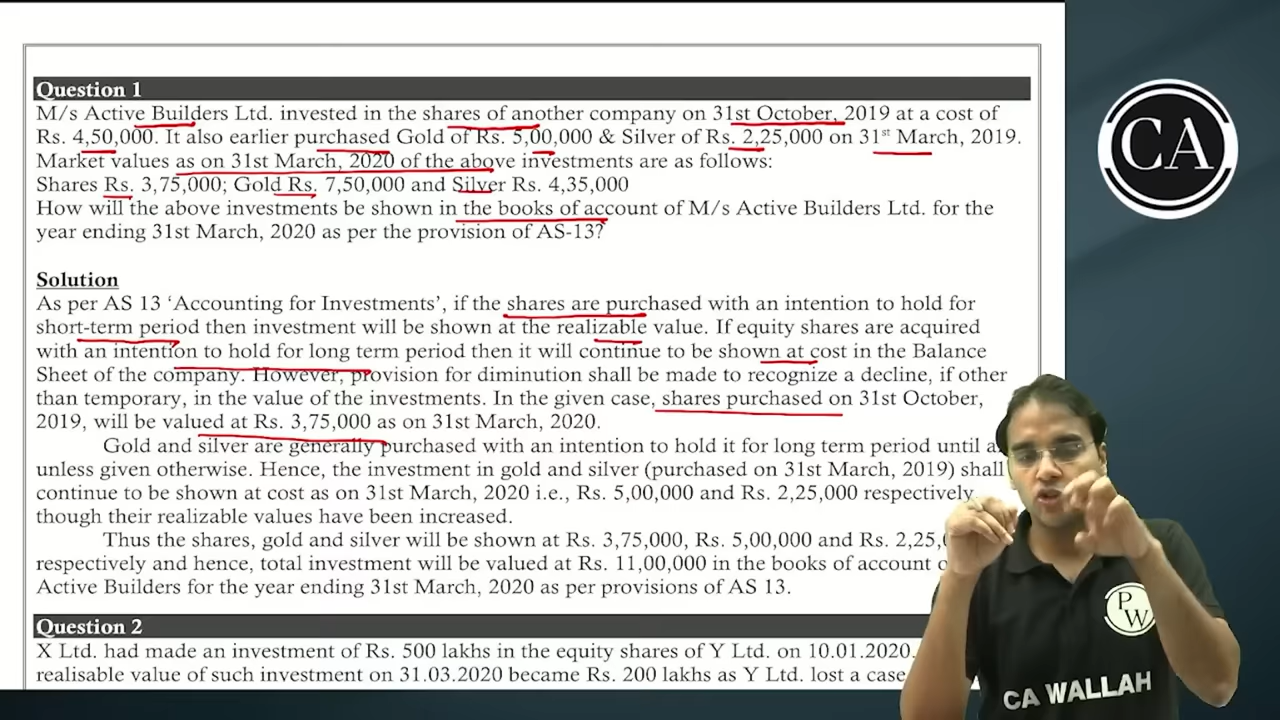 Question 1
M/s Active Builders Ltd. invested in the shares of another company on 31st October, 2019 at a cost of
Rs. 4,50,000. It also earlier purchased Gold of Rs. 5,00,000 & Silver of Rs. 2,25,000 on 31st March, 2019.
Market values as on 31st March, 2020 of the above investments are as follows:
Shares Rs. 3,75,000; Gold Rs. 7,50,000 and Silver Rs. 4,35,000
How will the above investments be shown in the books of account of M/s Active Builders Ltd. for the
year ending 31st March, 2020 as per the provision of AS-13?
Solution
As per AS 13 ‘Accounting for Investments’, if the shares are purchased with an intention to hold for
short-term period then investment will be shown at the realizable value. If equity shares are acquired
with an intention to hold for long term period then it will continue to be shown at cost in the Balance
Sheet of the company. However, provision for diminution shall be made to recognize a decline, if other
than temporary, in the value of the investments. In the given case, shares purchased on 31st October,
2019, will be valued at Rs. 3,75,000 as on 31st March, 2020.
Gold and silver are generally purchased with an intention to hold it for long term period until
unless given otherwise. Hence, the investment in gold and silver (purchased on 31st March, 2019) shall
continue to be shown at cost as on 31st March, 2020 i.e., Rs. 5,00,000 and Rs. 2,25,000 respectively,
though their realizable values have been increased.
Thus the shares, gold and silver will be shown at Rs. 3,75,000, Rs. 5,00,000 and Rs. 2,25,0
respectively and hence, total investment will be valued at Rs. 11,00,000 in the books of account
Active Builders for the year ending 31st March, 2020 as per provisions of AS 13.
Question 2
X Ltd. had made an investment of Rs. 500 lakhs in the equity shares of Y Ltd. on 10.01.2020.
realisable value of such investment on 31.03.2020 became Rs. 200 lakhs as Y Ltd. lost a case
CA
PW
CA WALLAH